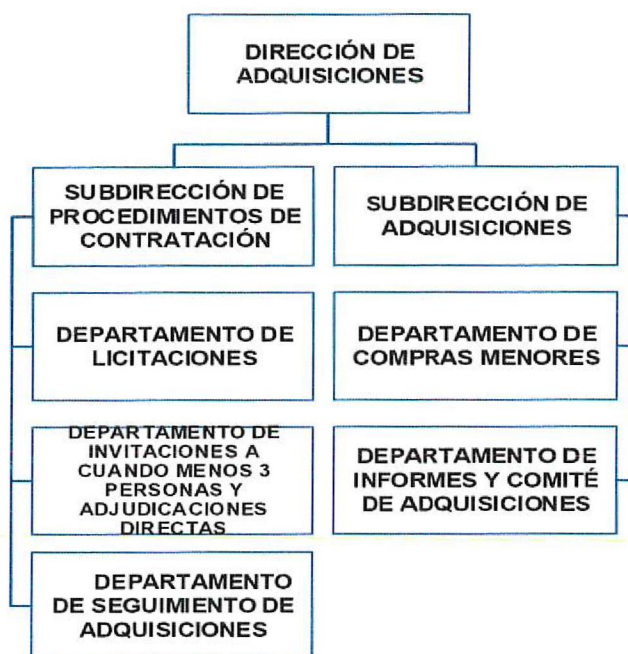 DIRECCIÓN DE
ADQUISICIONES
SUBDIRECCIÓN DE
PROCEDIMIENTOS DE
CONTRATACIÓN
SUBDIRECCIÓN DE
ADQUISICIONES
DEPARTAMENTO DE
LICITACIONES
DEPARTAMENTO DE
COMPRAS MENORES
DEPARTAMENTO DE
INVITACIONES A
CUANDO MENOS 3
PERSONAS Y
ADJUDICACIONES
DIRECTAS
DEPARTAMENTO DE
INFORMES Y COMITÉ
DE ADQUISICIONES
DEPARTAMENTO
DE SEGUIMIENTO DE
ADQUISICIONES